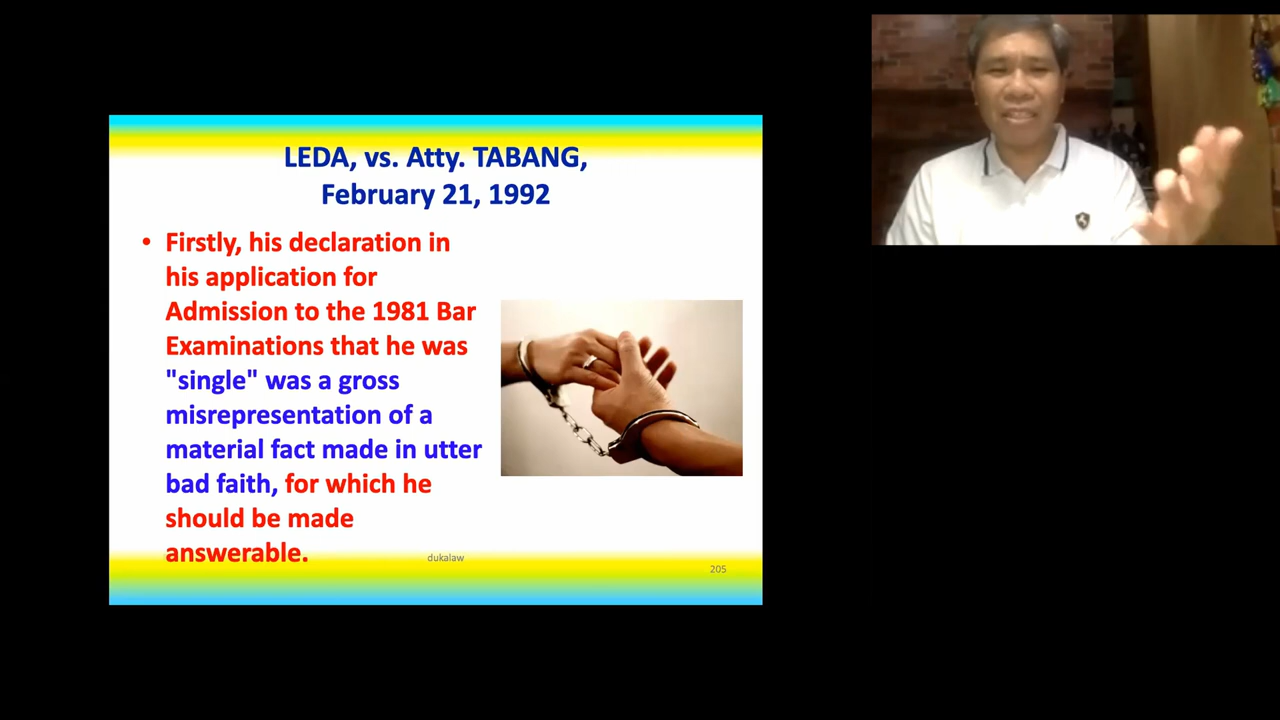 LEDA, vs. Atty. TABANG,
February 21, 1992
• Firstly, his declaration in
his application for
Admission to the 1981 Bar
Examinations that he was
"single" was a gross
misrepresentation of a
material fact made in utter
bad faith, for which he
should be made
answerable.
dukalaw
205